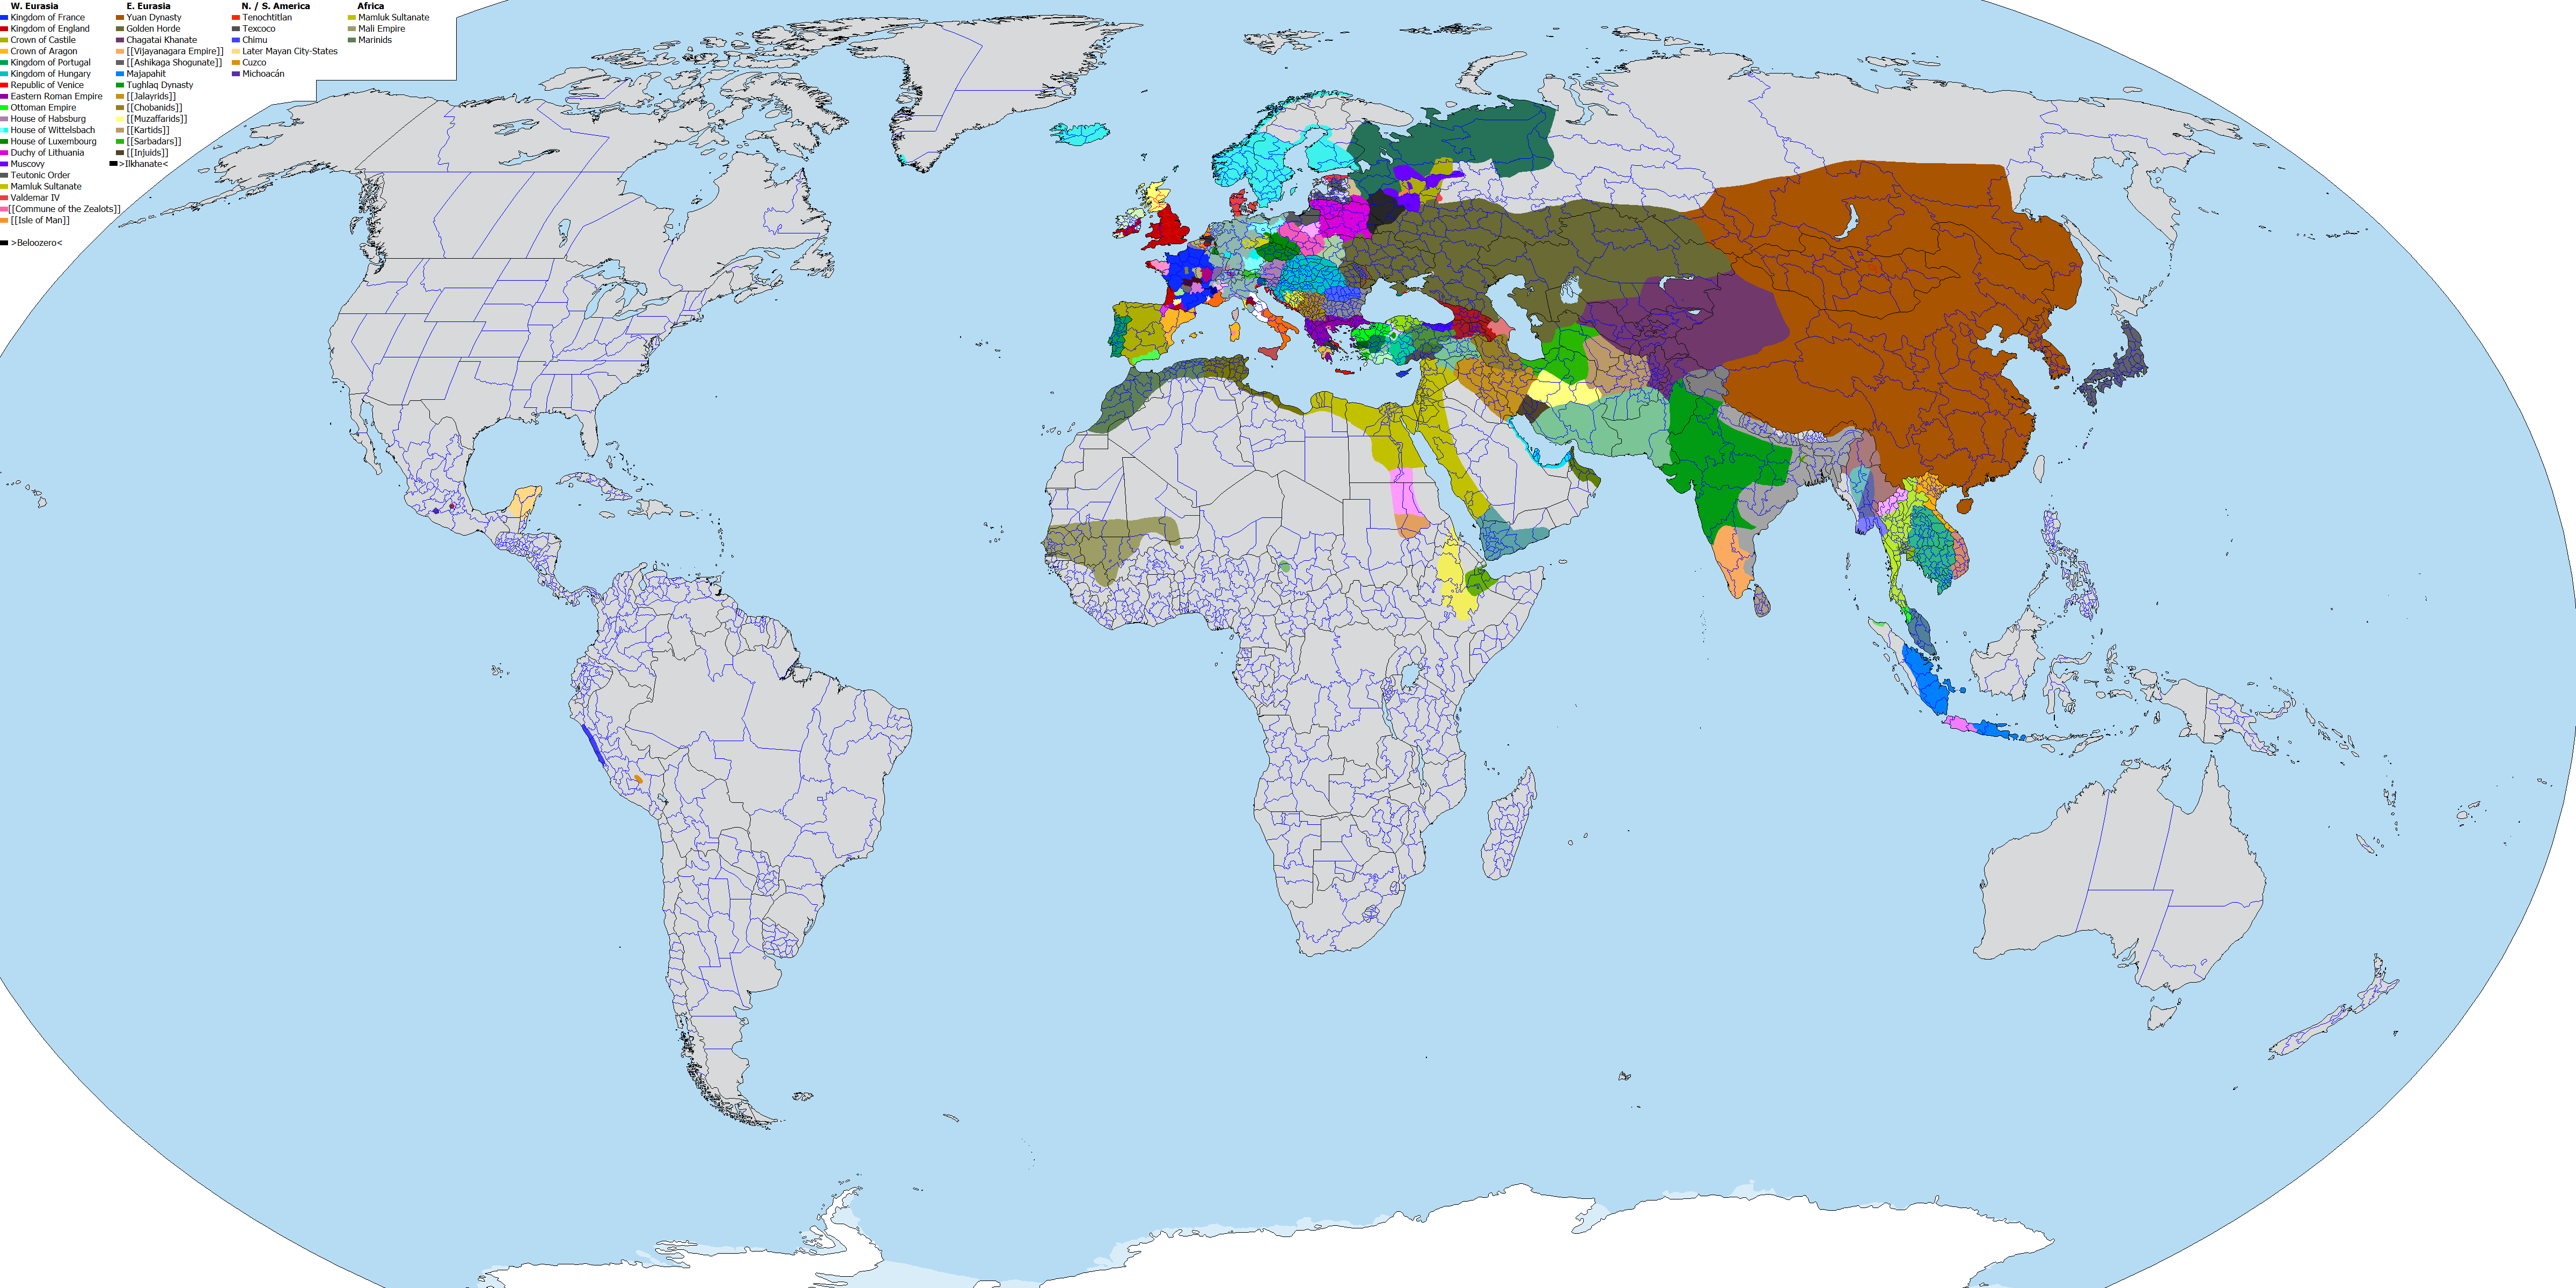 W. Eurasia
Kingdom of France
Kingdom of England
Crown of Castile
Crown of Aragon
Kingdom of Portugal
Kingdom of Hungary
Republic of Venice
Eastern Roman Empire
Ottoman Empire
House of Habsburg
House of Wittelsbach
House of Luxembourg
Duchy of Lithuania
Muscovy
Teutonic Order
Mamluk Sultanate
Valdemar IV
[[Commune of the Zealots]]
[[Isle of Man]]
>Beloozero<
E. Eurasia
Yuan Dynasty
Golden Horde
Chagatai Khanate
[[Vijayanagara Empire]]
[[Ashikaga Shogunate]]
Majapahit
Tughlaq Dynasty
[[Jalayrids]]
[[Chobanids]]
[[Muzaffarids]]
[[Kartids]]
[[Sarbadars]]
[[Injuids]]
>Ilkhanate<
N. / S. America
Tenochtitlan
Texcoco
Chimu
Later Mayan City-States
Cuzco
Michoacán
Africa
Mamluk Sultanate
Mali Empire
Marinids